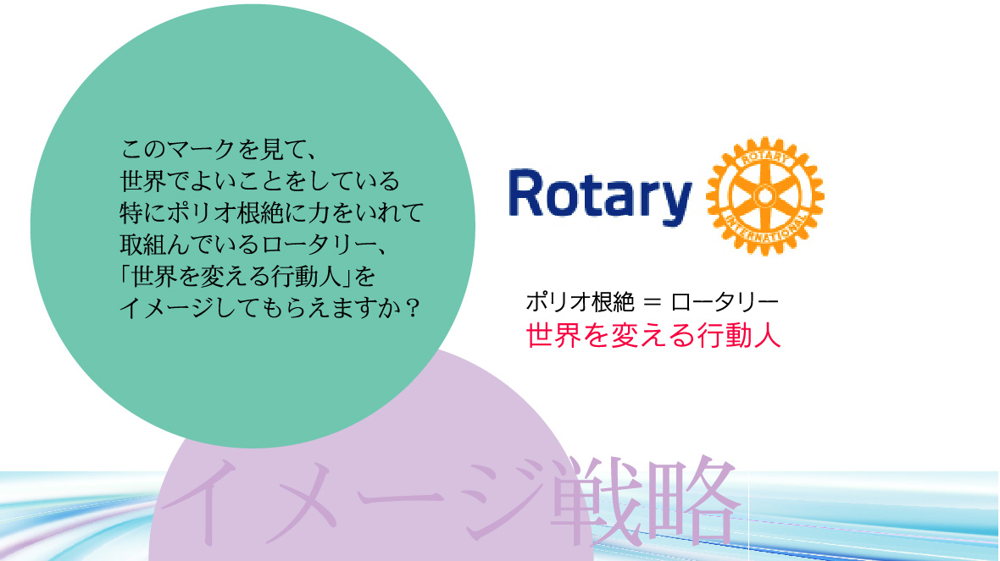 このマークを見て、
世界でよいことをしている
特にポリオ根絶に力をいれて
取組んでいるロータリー、
「世界を変える行動人」を
イメージしてもらえますか？
Rotary
ROTARY
INTERNATIONAL
ポリオ根絶 ＝ ロータリー
世界を変える行動人
イメージ戦略